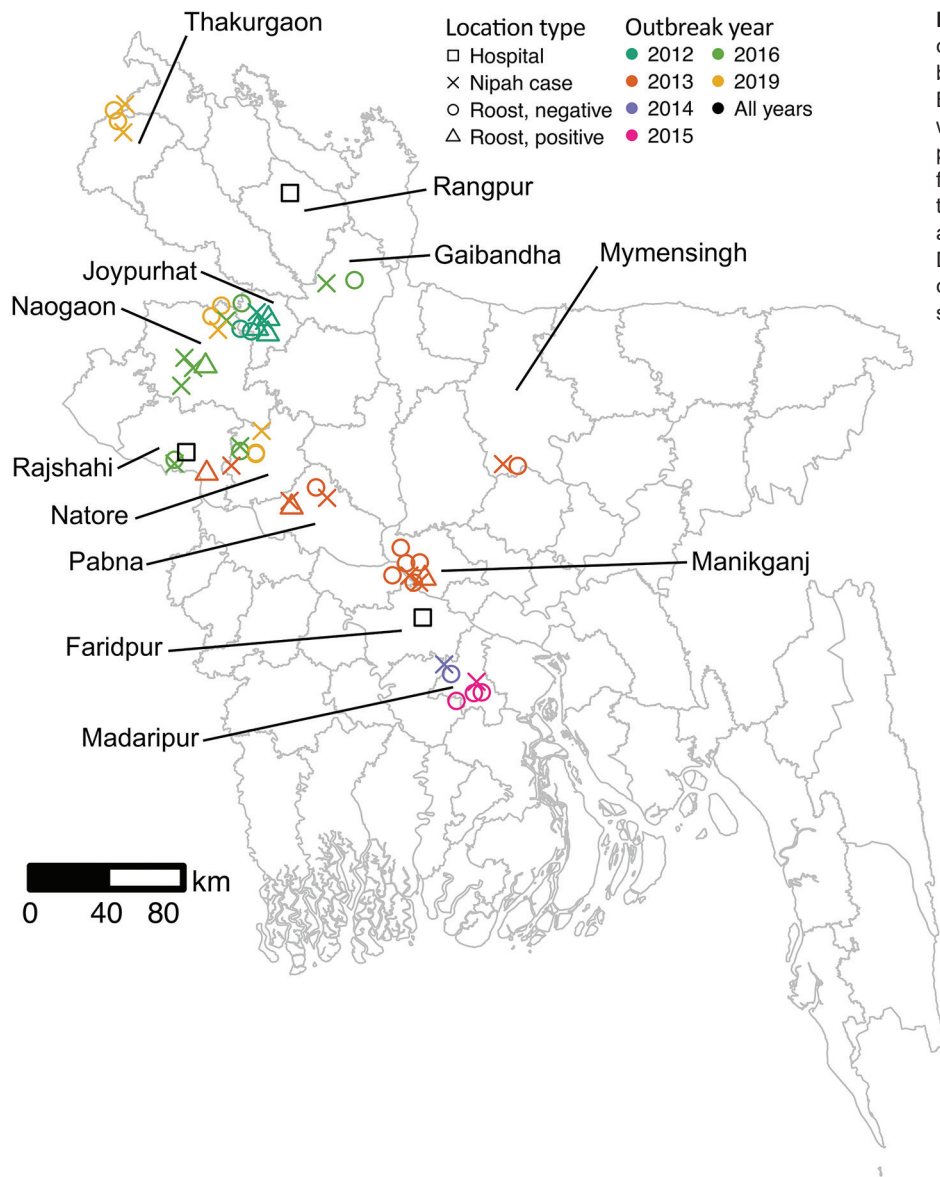 Thakurgaon
Location type
Hospital
Nipah case
Roost, negative
Roost, positive
Outbreak year
2012
2013
2014
2015
2016
2019
All years
Rangpur
Gaibandha
Mymensingh
Joypurhat
Naogaon
Rajshahi
Natore
Pabna
Manikganj
Faridpur
Madaripur
km
0 40 80